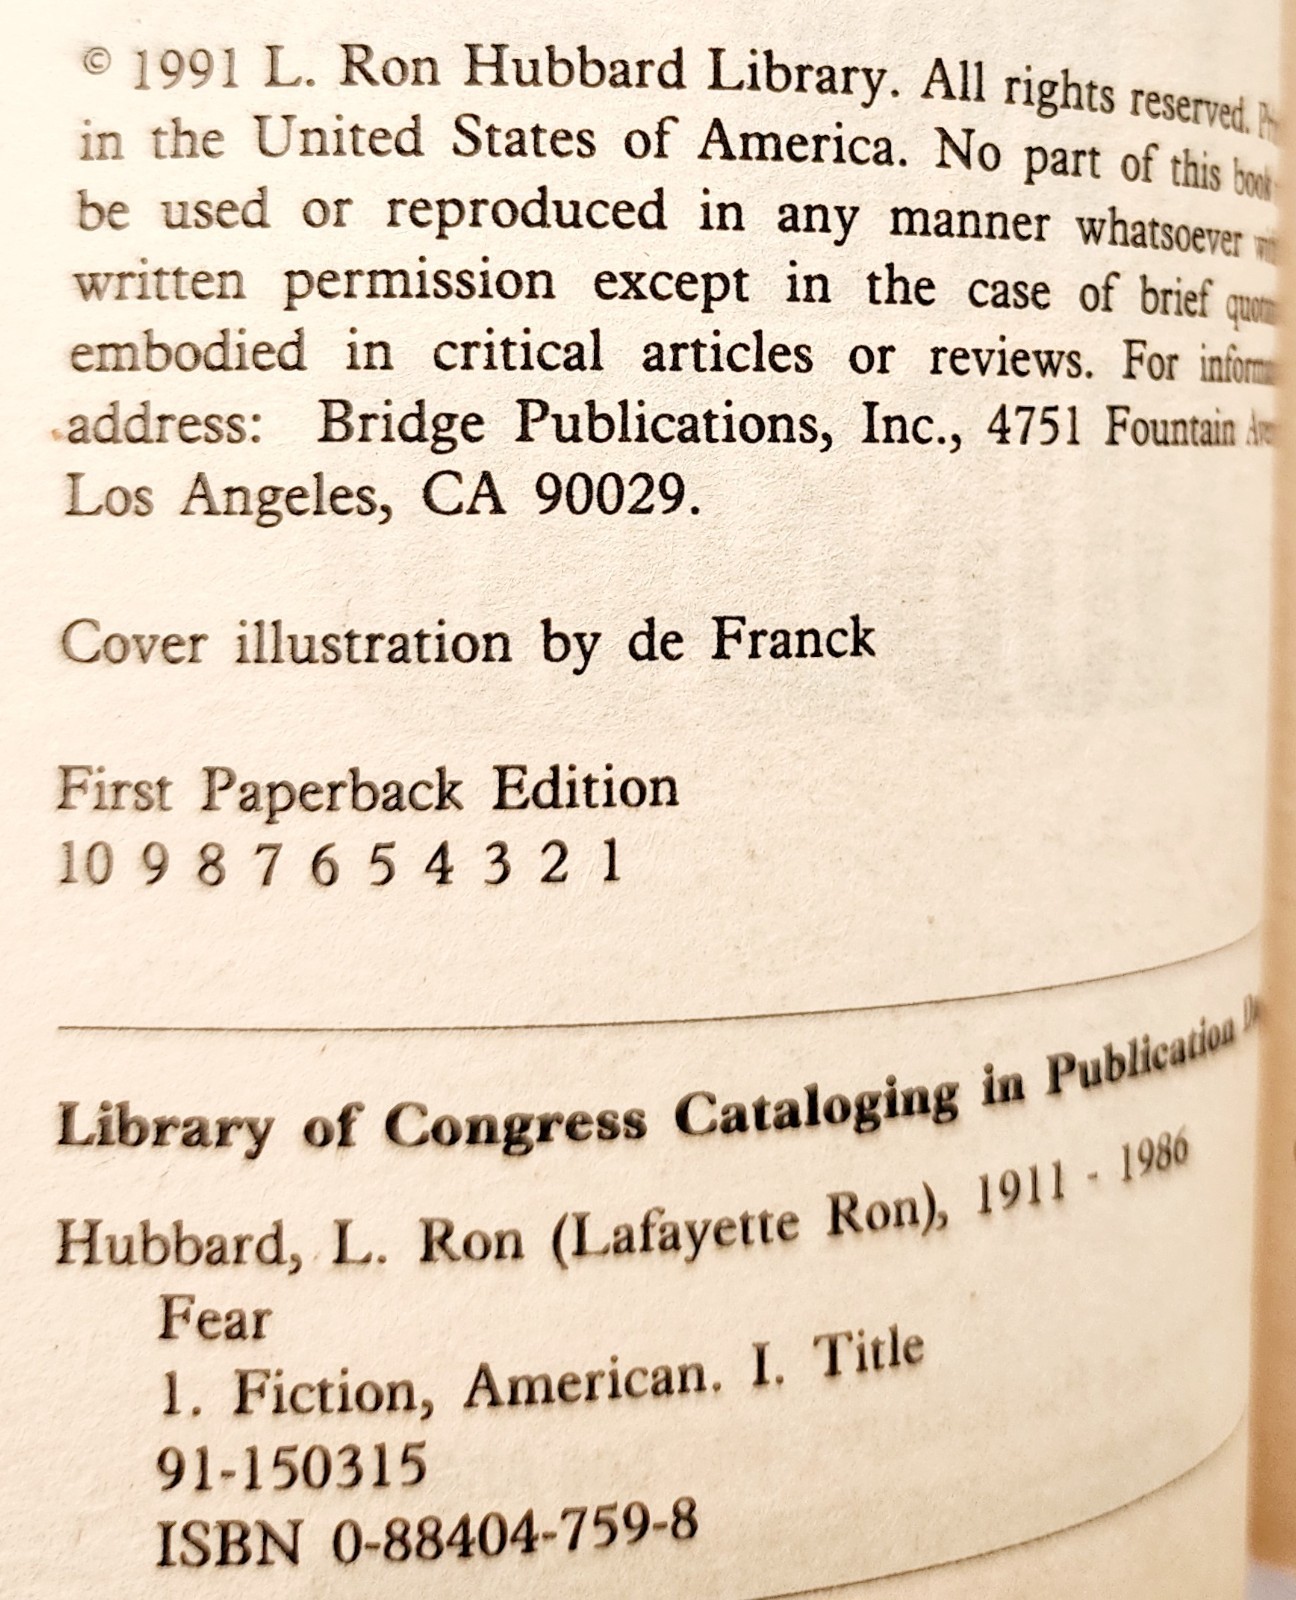 © 1991 L. Ron Hubbard Library. All rights reserved.
in the United States of America. No part of this book
be used or reproduced in any manner whatsoever
written permission except in the case of brief
embodied in critical articles or reviews. For
address: Bridge Publications, Inc., 4751 Fountain
Los Angeles, CA 90029.
Cover illustration by de Franck
First Paperback Edition
10 9 8 7 6 5 4 3 2 1
Library of Congress Cataloging in Publication
Hubbard, L. Ron (Lafayette Ron), 1911 - 1986
Fear
1. Fiction, American. I. Title
91-150315
ISBN 0-88404-759-8